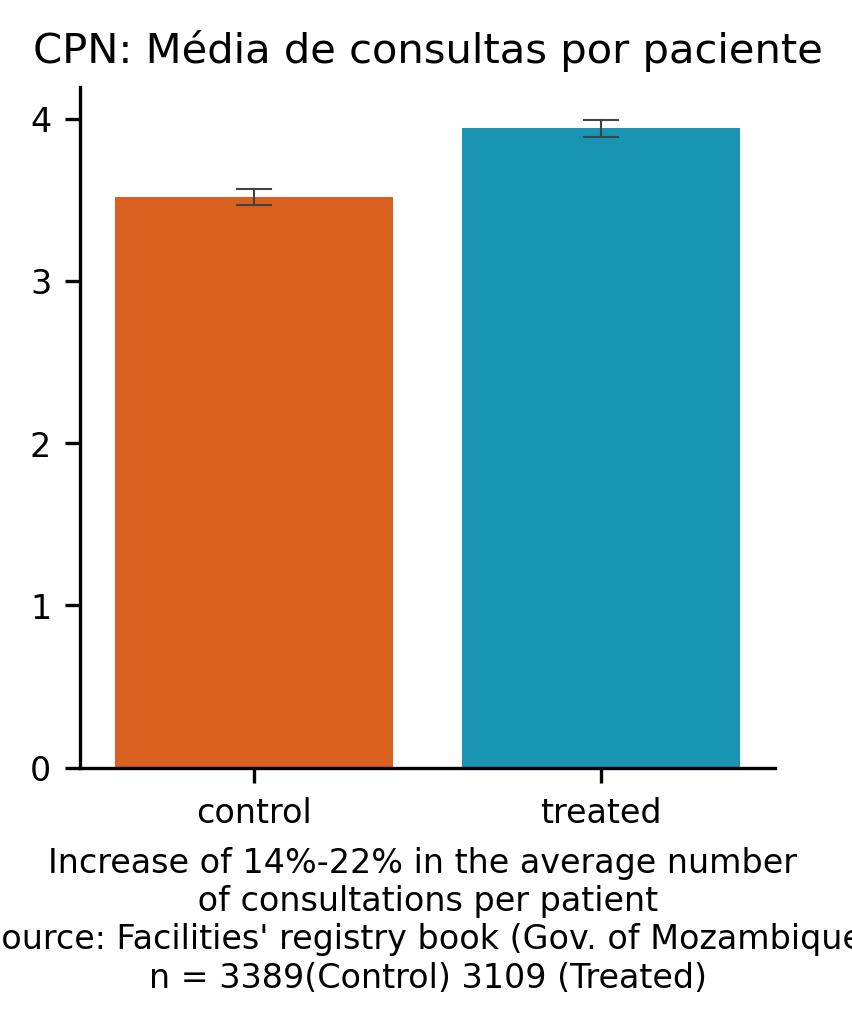 CPN: Média de consultas por paciente
4
3
2
1
0
control treated
Increase of 14%-22% in the average number
of consultations per patient
ource: Facilities' registry book (Gov. of Mozambique
n = 3389(Control) 3109 (Treated)